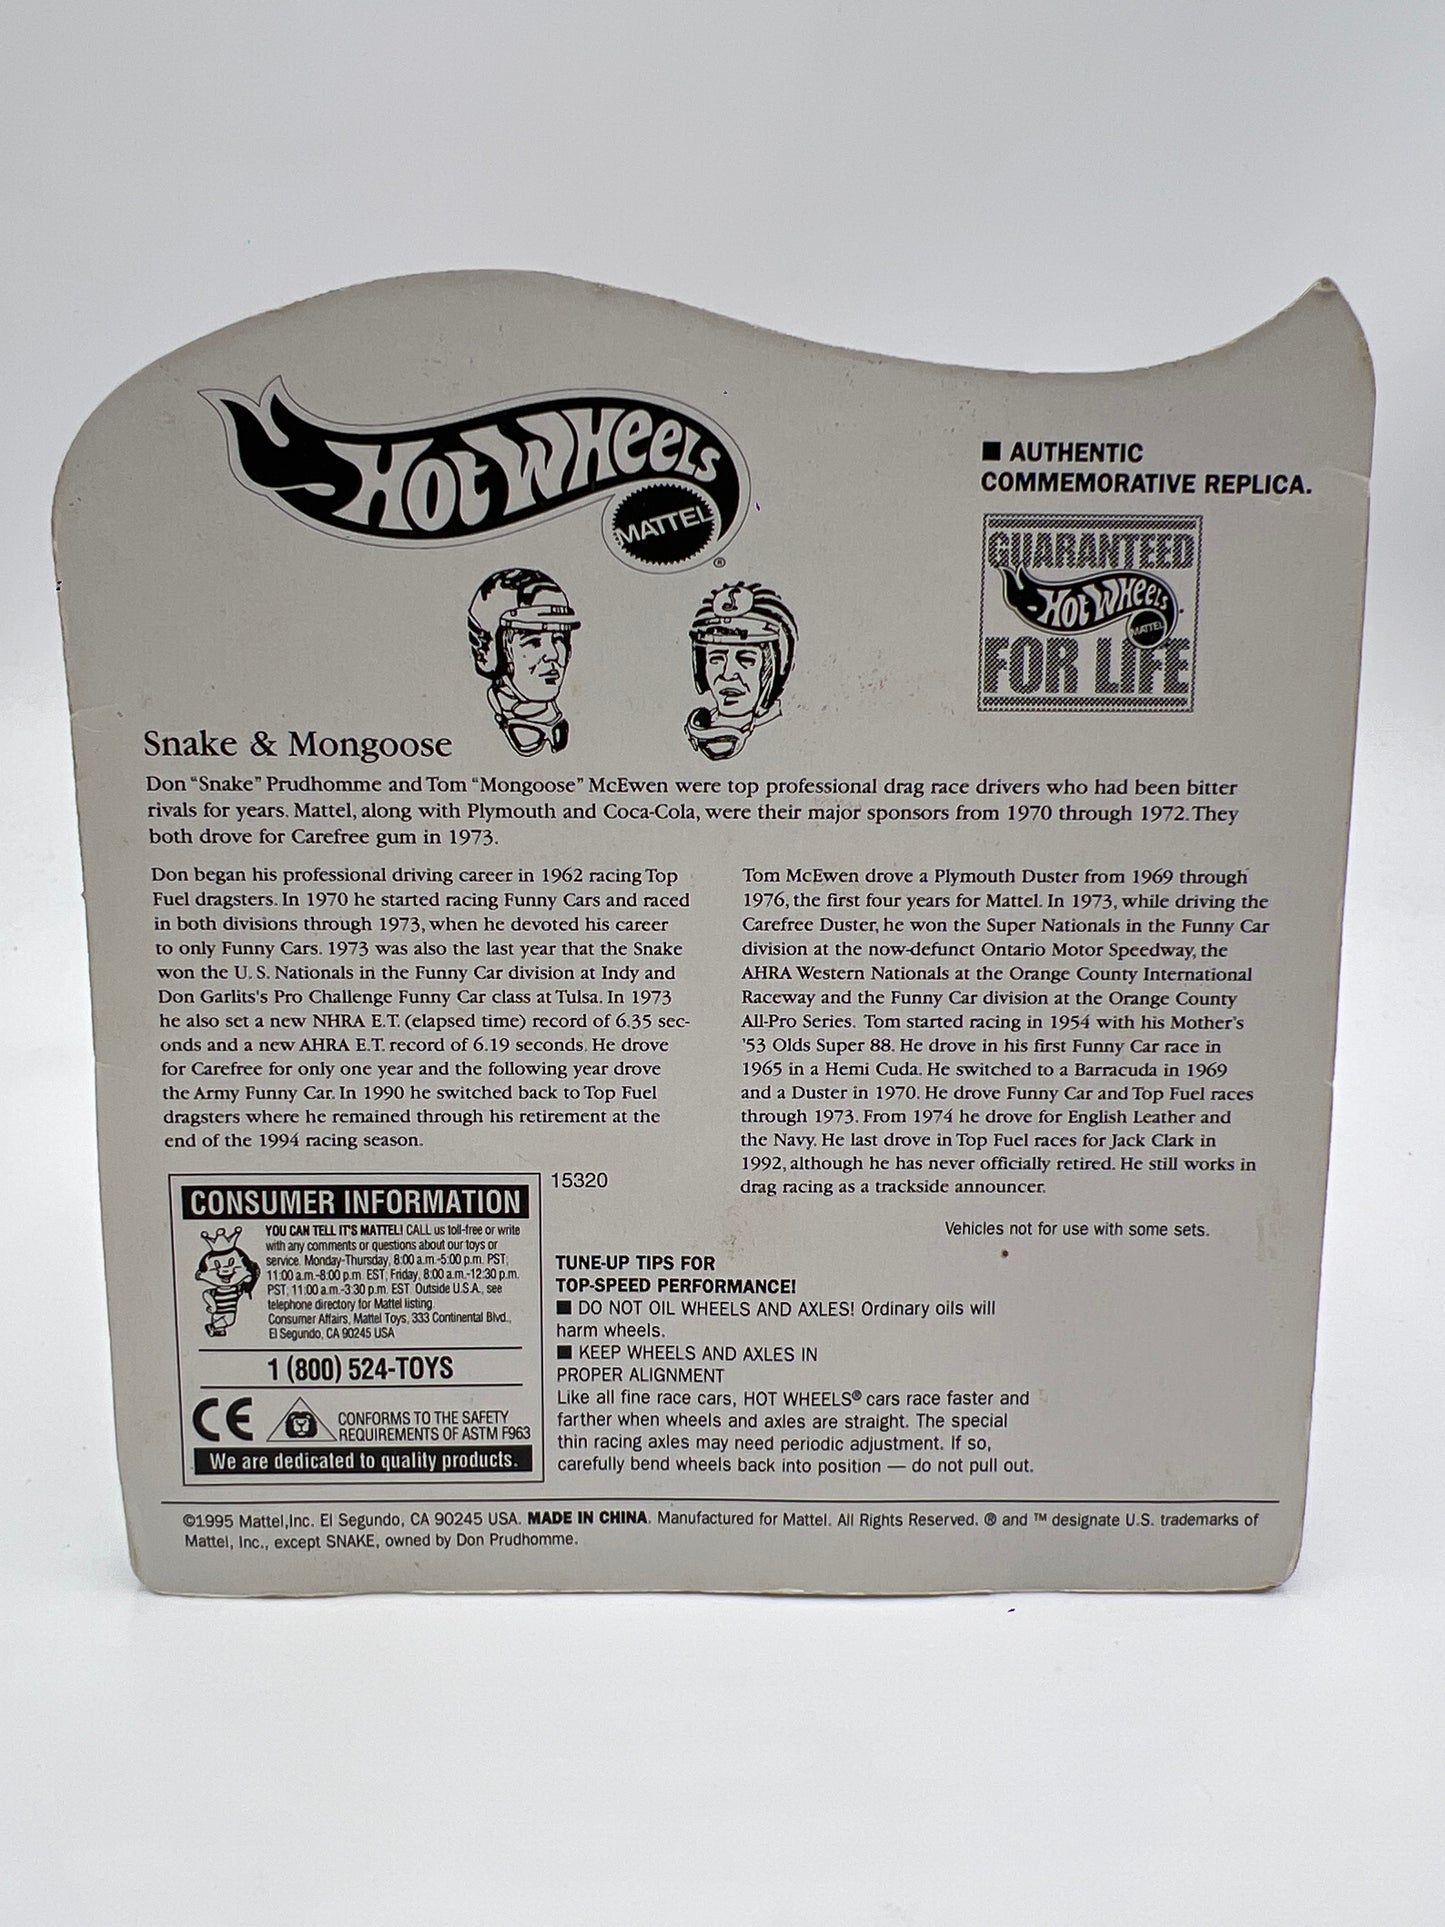 HOT WHEELS
MATTEL
®
■ AUTHENTIC
COMMEMORATIVE REPLICA.
GUARANTEED
HOT WHEELS
MATTEL
FOR LIFE
Snake & Mongoose
Don "Snake" Prudhomme and Tom "Mongoose" McEwen were top professional drag race drivers who had been bitter
rivals for years. Mattel, along with Plymouth and Coca-Cola, were their major sponsors from 1970 through 1972. They
both drove for Carefree gum in 1973.
Don began his professional driving career in 1962 racing Top
Fuel dragsters. In 1970 he started racing Funny Cars and raced
in both divisions through 1973, when he devoted his career
to only Funny Cars. 1973 was also the last year that the Snake
won the U. S. Nationals in the Funny Car division at Indy and
Don Garlits's Pro Challenge Funny Car class at Tulsa. In 1973
he also set a new NHRA E.T. (elapsed time) record of 6.35 sec-
onds and a new AHRA E.T. record of 6.19 seconds. He drove
for Carefree for only one year and the following year drove
the Army Funny Car. In 1990 he switched back to Top Fuel
dragsters where he remained through his retirement at the
end of the 1994 racing season.
Tom McEwen drove a Plymouth Duster from 1969 through
1976, the first four years for Mattel. In 1973, while driving the
Carefree Duster, he won the Super Nationals in the Funny Car
division at the now-defunct Ontario Motor Speedway, the
AHRA Western Nationals at the Orange County International
Raceway and the Funny Car division at the Orange County
All-Pro Series. Tom started racing in 1954 with his Mother's
'53 Olds Super 88. He drove in his first Funny Car race in
1965 in a Hemi Cuda. He switched to a Barracuda in 1969
and a Duster in 1970. He drove Funny Car and Top Fuel races
through 1973. From 1974 he drove for English Leather and
the Navy. He last drove in Top Fuel races for Jack Clark in
1992, although he has never officially retired. He still works in
drag racing as a trackside announcer.
Vehicles not for use with some sets.
15320
CONSUMER INFORMATION
YOU CAN TELL IT'S MATTEL! CALL us toll-free or write
with any comments or questions about our toys or
service. Monday-Thursday, 8:00 a.m.-5:00 p.m. PST,
11:00 a.m.-8:00 p.m. EST, Friday, 8:00 a.m.-12:30 p.m.
PST, 11:00 a.m.-3:30 p.m. EST. Outside U.S.A., see
telephone directory for Mattel listing.
Consumer Affairs, Mattel Toys, 333 Continental Blvd.,
El Segundo, CA 90245 USA
1 (800) 524-TOYS
CE
CONFORMS TO THE SAFETY
REQUIREMENTS OF ASTM F963
We are dedicated to quality products.
TUNE-UP TIPS FOR
TOP-SPEED PERFORMANCE!
■ DO NOT OIL WHEELS AND AXLES! Ordinary oils will
harm wheels.
■ KEEP WHEELS AND AXLES IN
PROPER ALIGNMENT
Like all fine race cars, HOT WHEELS® cars race faster and
farther when wheels and axles are straight. The special
thin racing axles may need periodic adjustment. If so,
carefully bend wheels back into position — do not pull out.
©1995 Mattel,Inc. El Segundo, CA 90245 USA. MADE IN CHINA. Manufactured for Mattel. All Rights Reserved. ® and ™ designate U.S. trademarks of
Mattel, Inc., except SNAKE, owned by Don Prudhomme.